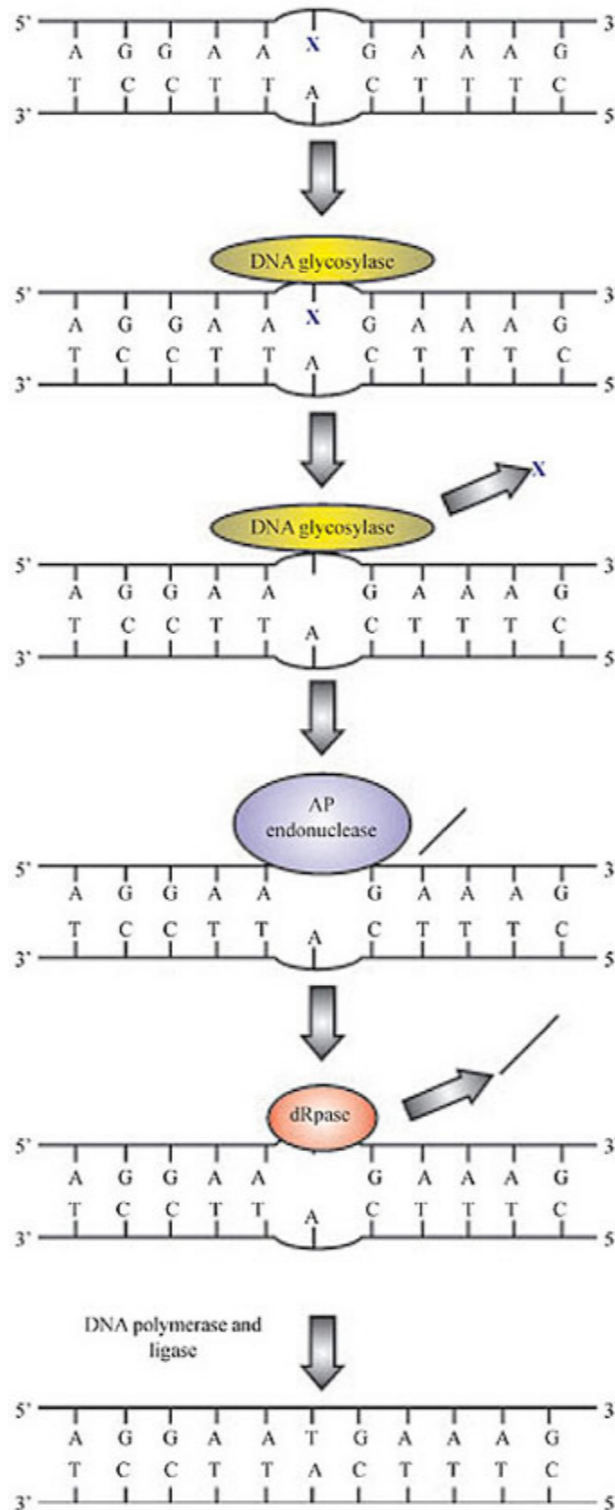 5' 3
A G G A A X G A A A G
T C C T T A C T T T C
3' 5
DNA glycosylase
5' 3
A G G A A X G A A A G
T C C T T A C T T T C
3' 5
X
DNA glycosylase
5' 3
A G G A A G A A A G
T C C T T A C T T T C
3' 5
AP
endonuclease
5' 3
A G G A A G A A A G
T C C T T A C T T T C
3' 5
dRpase
5' 3
A G G A A G A A A G
T C C T T A C T T T C
3' 5
DNA polymerase and
ligase
5' 3
A G G A A T G A A A G
T C C T T A C T T T C
3' 5